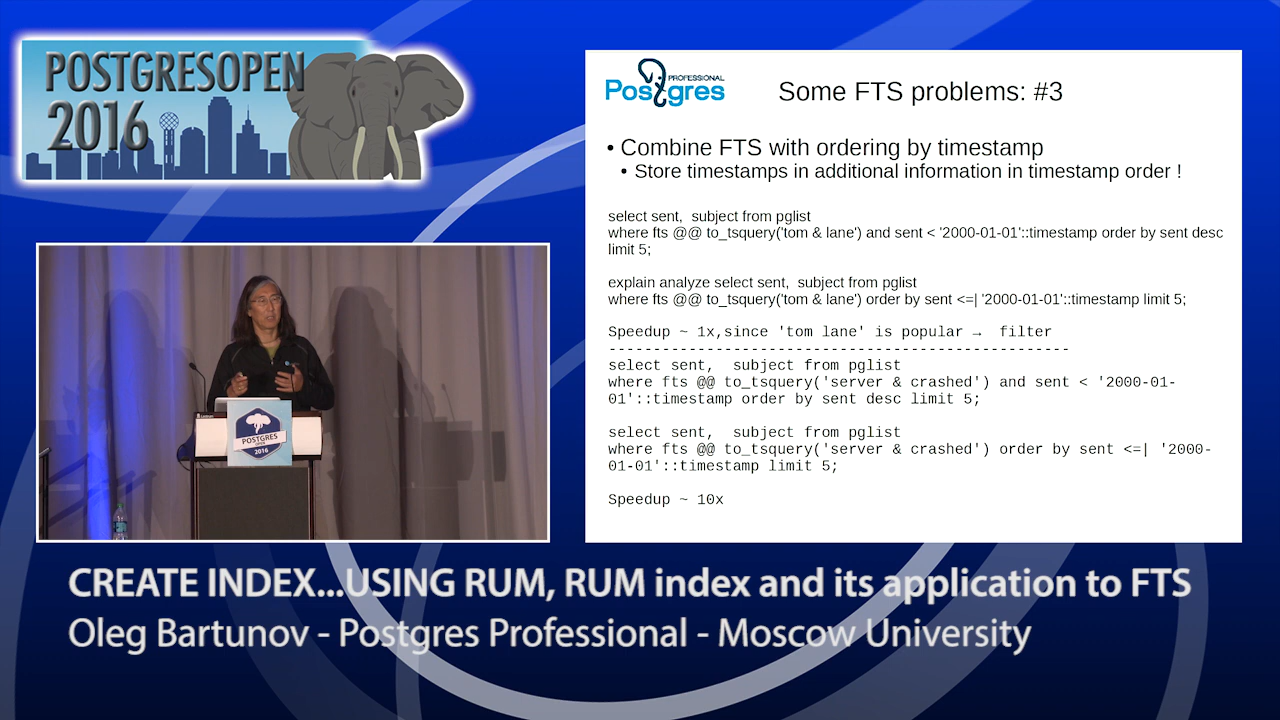 POSTGRESOPEN
2016
PROFESSIONAL
Postgres
Some FTS problems: #3
• Combine FTS with ordering by timestamp
• Store timestamps in additional information in timestamp order !
select sent,  subject from pglist
where fts @@ to_tsquery('tom & lane') and sent < '2000-01-01'::timestamp order by sent desc
limit 5;
explain analyze select sent,  subject from pglist
where fts @@ to_tsquery('tom & lane') order by sent <=| '2000-01-01'::timestamp limit 5;
Speedup ~ 1x,since 'tom lane' is popular →  filter
-------------------------------------------------
select sent,  subject from pglist
where fts @@ to_tsquery('server & crashed') and sent < '2000-01-
01'::timestamp order by sent desc limit 5;
select sent,  subject from pglist
where fts @@ to_tsquery('server & crashed') order by sent <=| '2000-
01-01'::timestamp limit 5;
Speedup ~ 10x
POSTGRES
OPEN
2016
CREATE INDEX...USING RUM, RUM index and its application to FTS
Oleg Bartunov - Postgres Professional - Moscow University